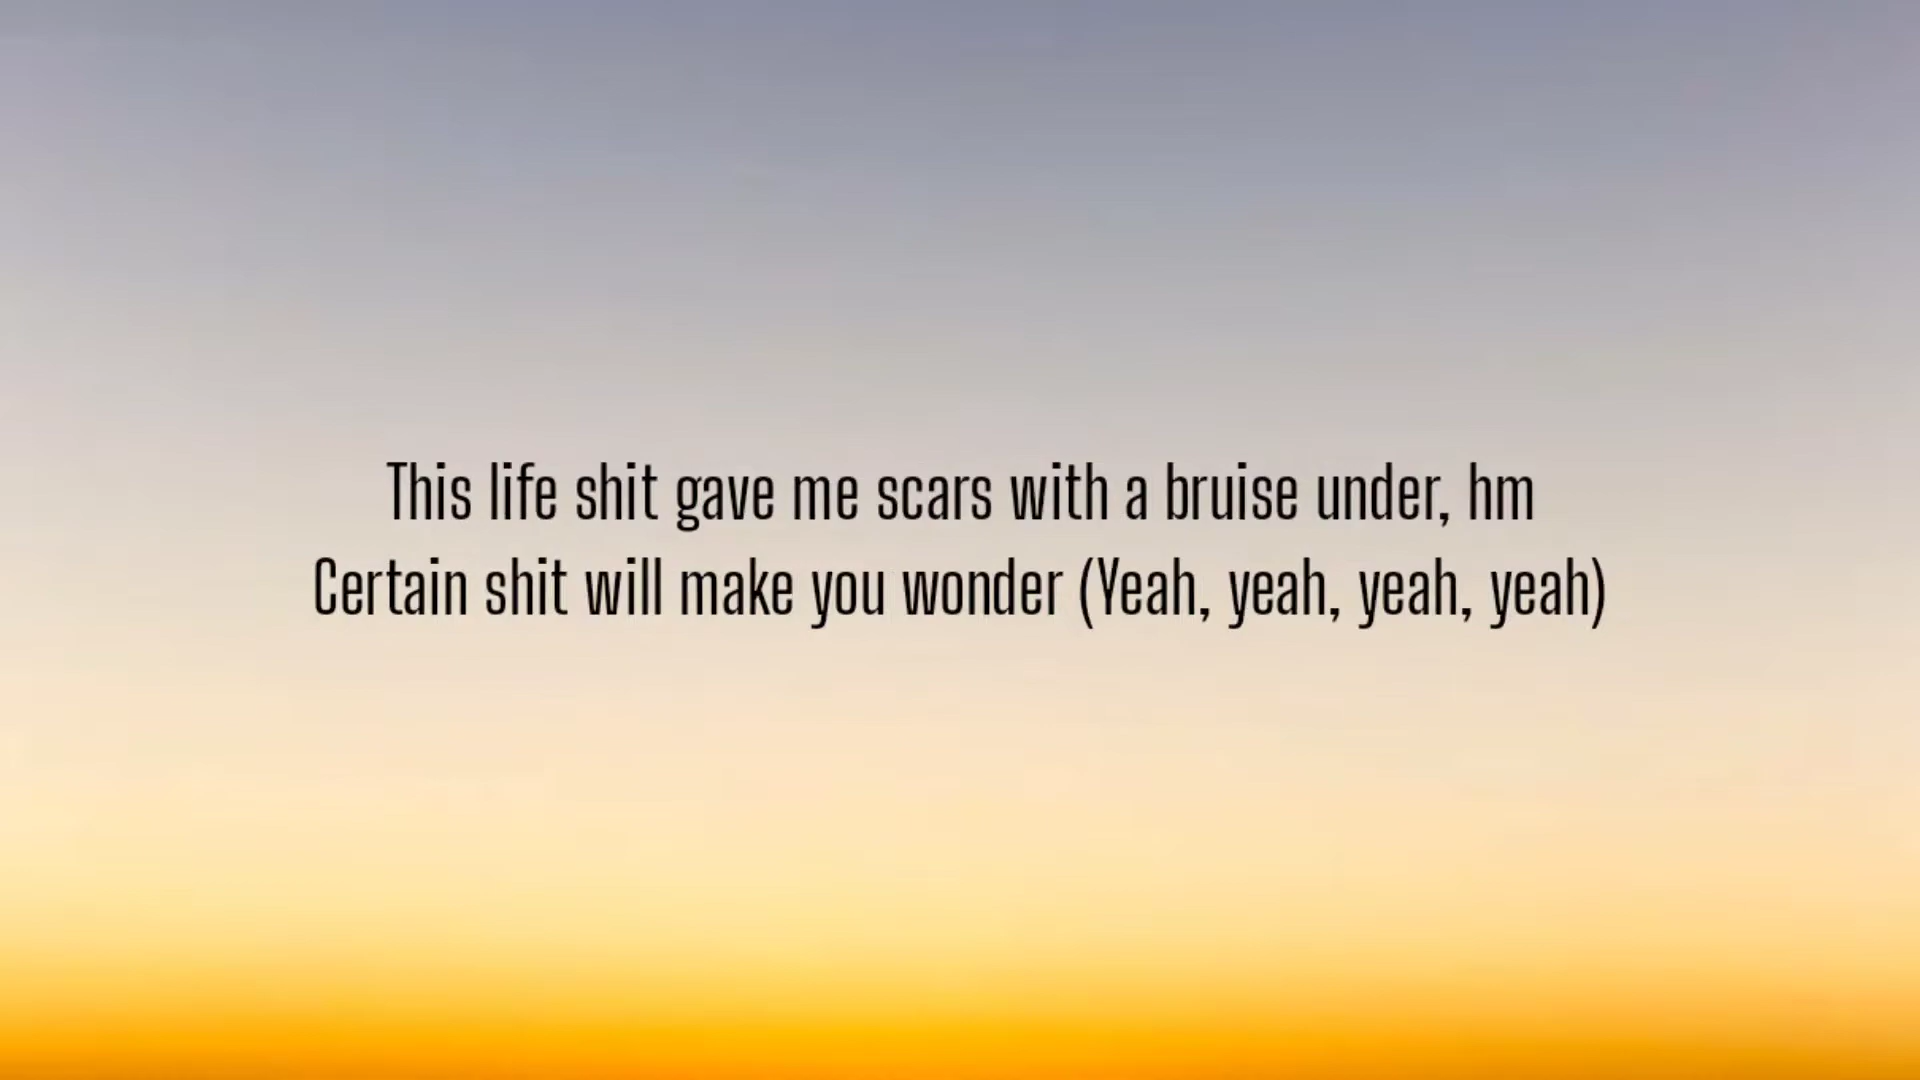 This life shit gave me scars with a bruise under, hm
Certain shit will make you wonder (Yeah, yeah, yeah, yeah)